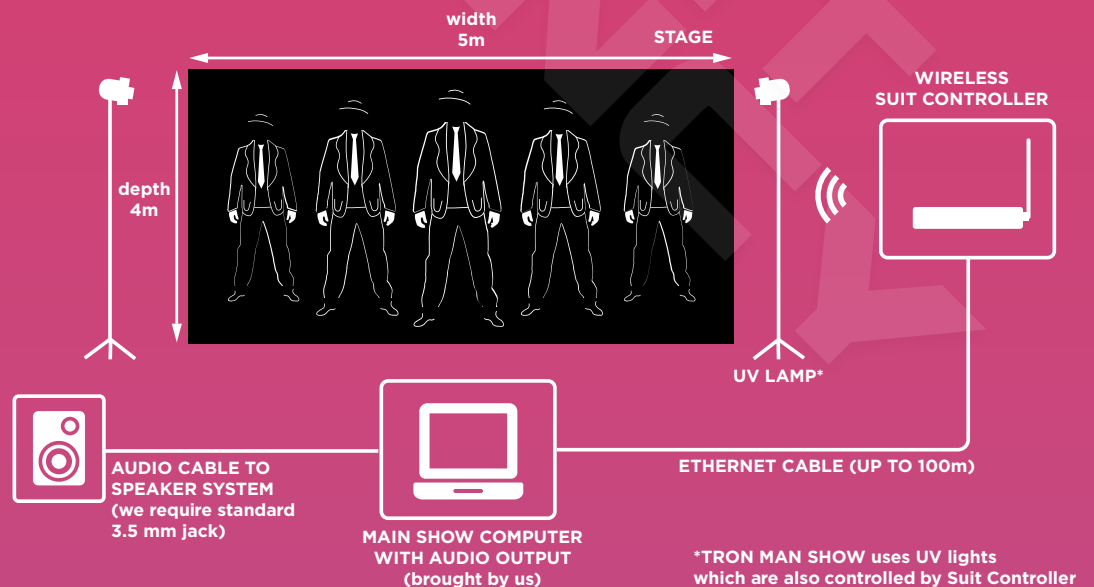 width
5m
STAGE
WIRELESS
SUIT CONTROLLER
depth
4m
UV LAMP*
AUDIO CABLE TO
SPEAKER SYSTEM
(we require standard
3.5 mm jack)
ETHERNET CABLE (UP TO 100m)
MAIN SHOW COMPUTER
WITH AUDIO OUTPUT
(brought by us)
*TRON MAN SHOW uses UV lights
which are also controlled by Suit Controller